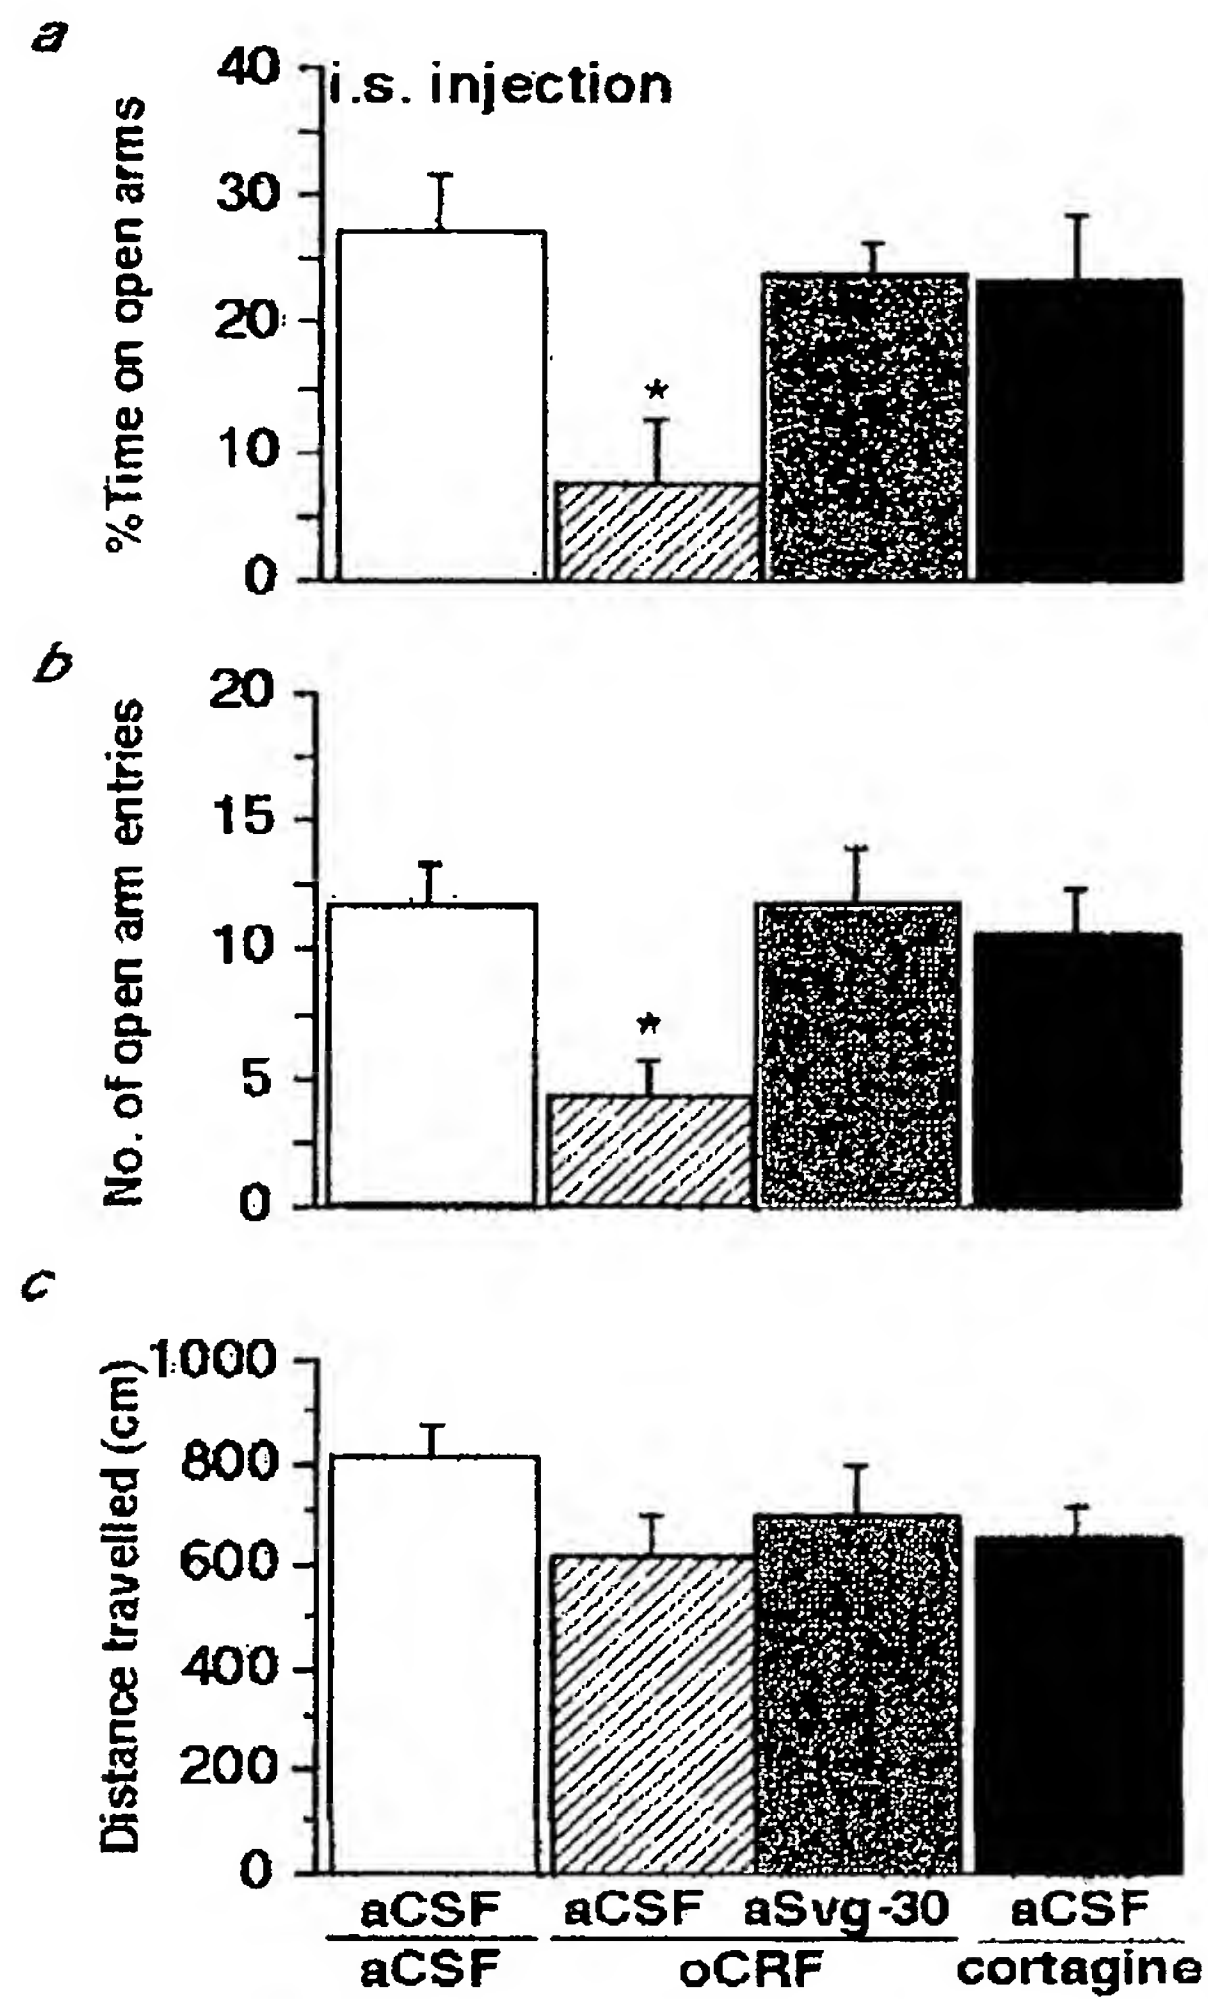 a
i.s. injection
%Time on open arms
40
30
20
10
0
*
b
No. of open arm entries
20
15
10
5
0
*
c
Distance travelled (cm)
1000
800
600
400
200
0
aCSF aCSF aSvg-30 aCSF
aCSF oCRF cortagine